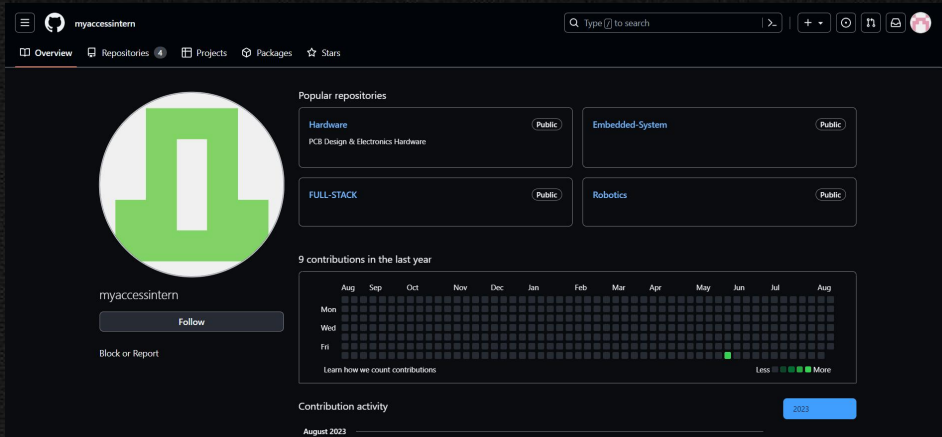 myaccessintern
Type / to search
Overview Repositories 4 Projects Packages Stars
Popular repositories
Hardware Public
PCB Design & Electronics Hardware
Embedded-System Public
FULL-STACK Public
Robotics Public
9 contributions in the last year
Aug Sep Oct Nov Dec Jan Feb Mar Apr May Jun Jul Aug
Mon
Wed
Fri
Learn how we count contributions Less More
myaccessintern
Follow
Block or Report
Contribution activity
2023
August 2023